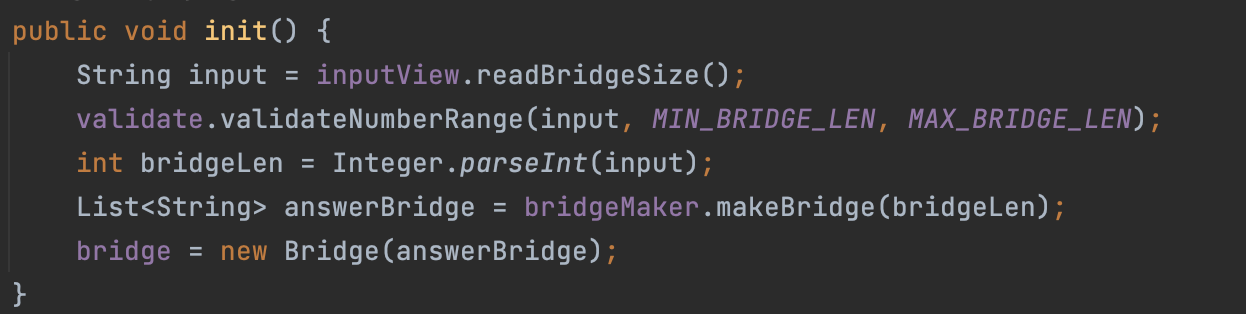 public void init() {
    String input = inputView.readBridgeSize();
    validate.validateNumberRange(input, MIN_BRIDGE_LEN, MAX_BRIDGE_LEN);
    int bridgeLen = Integer.parseInt(input);
    List<String> answerBridge = bridgeMaker.makeBridge(bridgeLen);
    bridge = new Bridge(answerBridge);
}